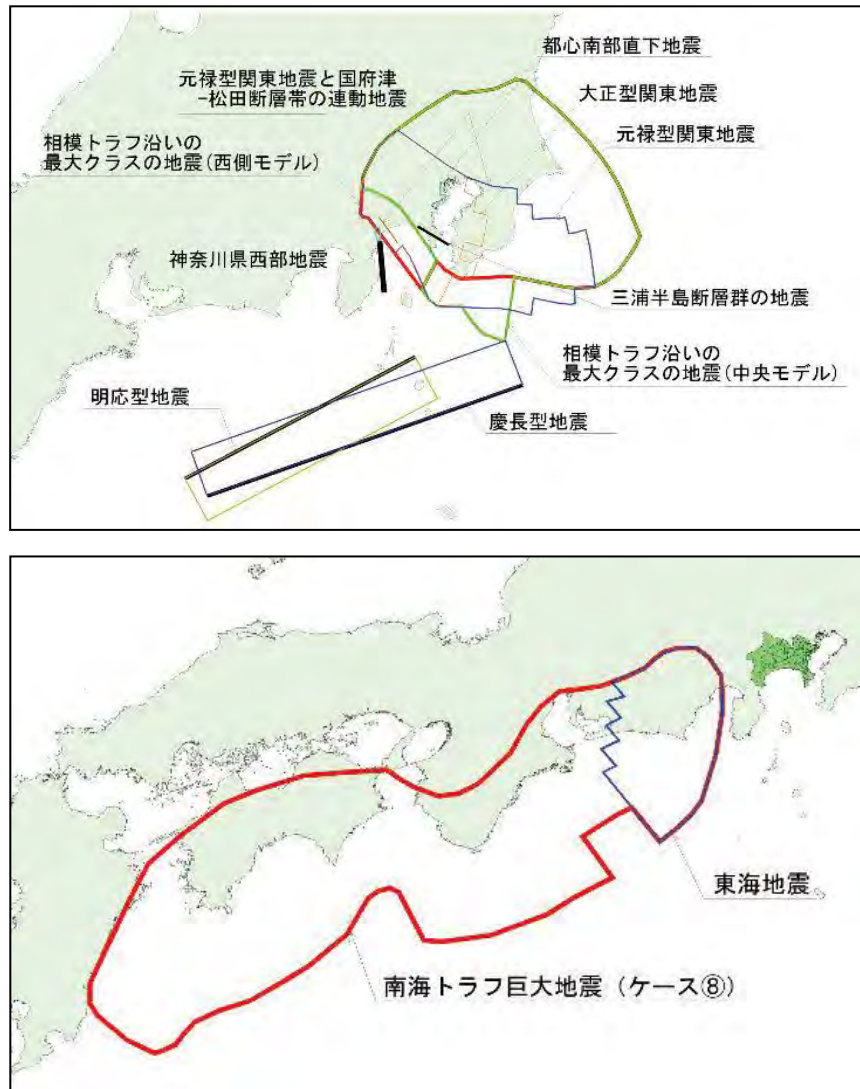 都心南部直下地震
元禄型関東地震と国府津
−松田断層帯の連動地震
大正型関東地震
元禄型関東地震
相模トラフ沿いの
最大クラスの地震(西側モデル)
神奈川県西部地震
三浦半島断層群の地震
相模トラフ沿いの
最大クラスの地震(中央モデル)
明応型地震
慶長型地震
東海地震
南海トラフ巨大地震(ケース⑧)